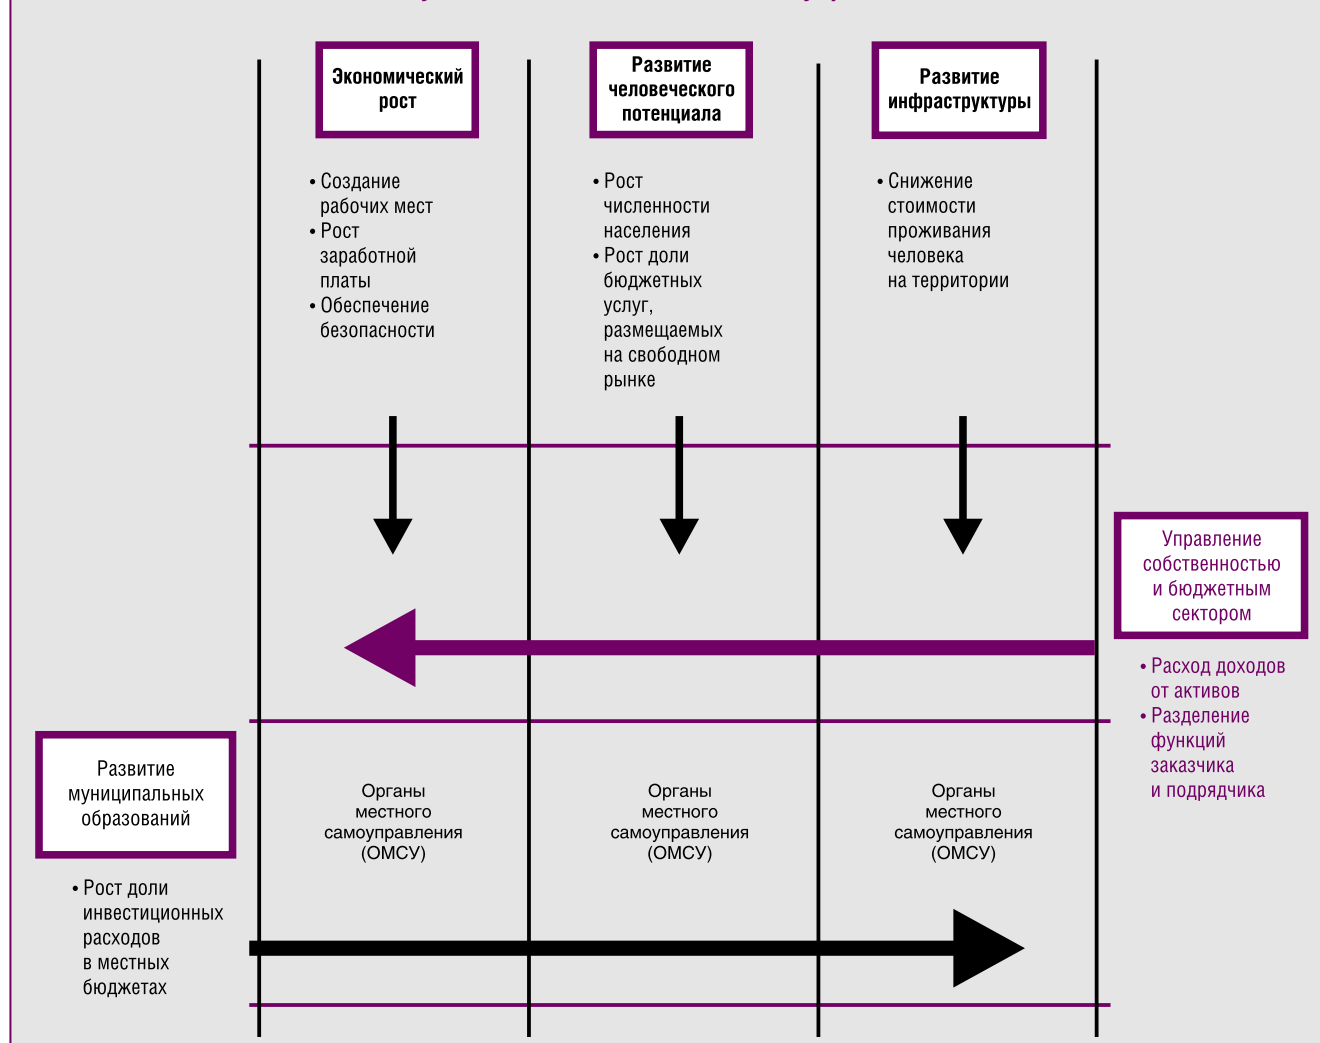 Экономический
рост
Развитие
человеческого
потенциала
Развитие
инфраструктуры
• Создание
рабочих мест
• Рост
заработной
платы
• Обеспечение
безопасности
• Рост
численности
населения
• Рост доли
бюджетных
услуг,
размещаемых
на свободном
рынке
• Снижение
стоимости
проживания
человека
на территории
Управление
собственностью
и бюджетным
сектором
• Расход доходов
от активов
• Разделение
функций
заказчика
и подрядчика
Развитие
муниципальных
образований
• Рост доли
инвестиционных
расходов
в местных
бюджетах
Органы
местного
самоуправления
(ОМСУ)
Органы
местного
самоуправления
(ОМСУ)
Органы
местного
самоуправления
(ОМСУ)